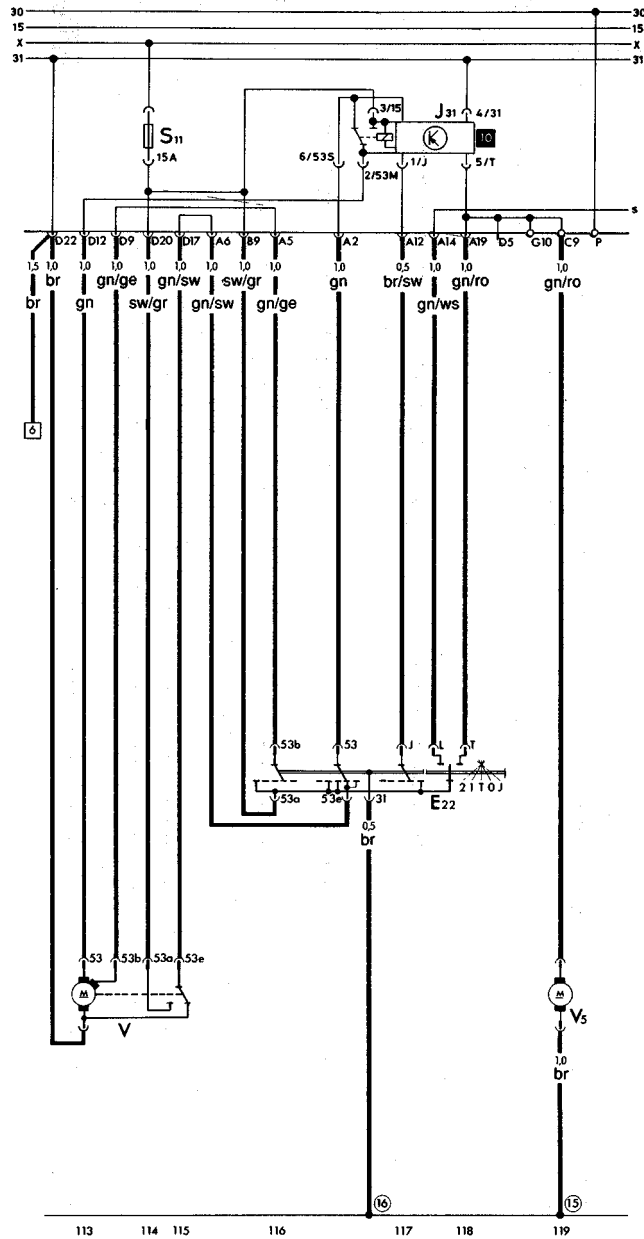 30 30
15 15
X X
31 31
3/15 J31 4/31
S11 10
15A 6/53S 2/53M 1/J 5/T
S
D22 D12 D9 D20 D17 A6 B9 A5 A2 A12 A14 A19 D5 G10 C9 P
1,5 1,0 1,0 1,0 1,0 1,0 1,0 1,0 1,0 1,0 0,5 1,0 1,0 1,0
br gn/ge gn/sw sw/gr gn br/sw gn/ro gn/ro
br gn sw/gr gn/sw gn/ge gn/ws
6
53b 53 J L T
53a 53e 31 E22 2 1 T 0 J
0,5
br
53 53b 53a 53e
M M
V V5
1,0
br
16 15
113 114 115 116 117 118 119